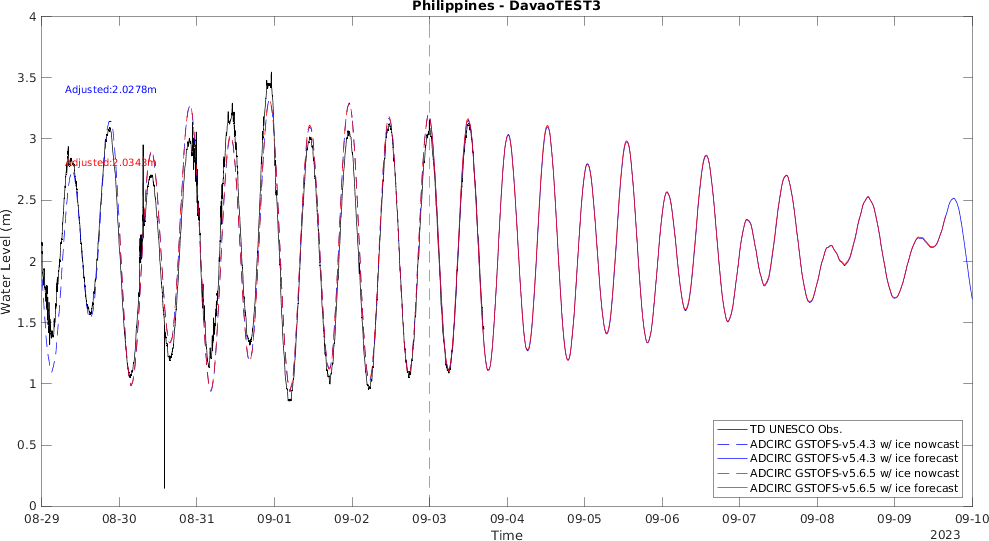 Philippines - DavaoTEST3
Water Level (m)
4
3.5
3
2.5
2
1.5
1
0.5
0
Adjusted:2.0278m
Adjusted:2.0343m
TD UNESCO Obs.
ADCIRC GSTOFS-v5.4.3 w/ ice nowcast
ADCIRC GSTOFS-v5.4.3 w/ ice forecast
ADCIRC GSTOFS-v5.6.5 w/ ice nowcast
ADCIRC GSTOFS-v5.6.5 w/ ice forecast
08-29 08-30 08-31 09-01 09-02 09-03 09-04 09-05 09-06 09-07 09-08 09-09 09-10
Time
2023